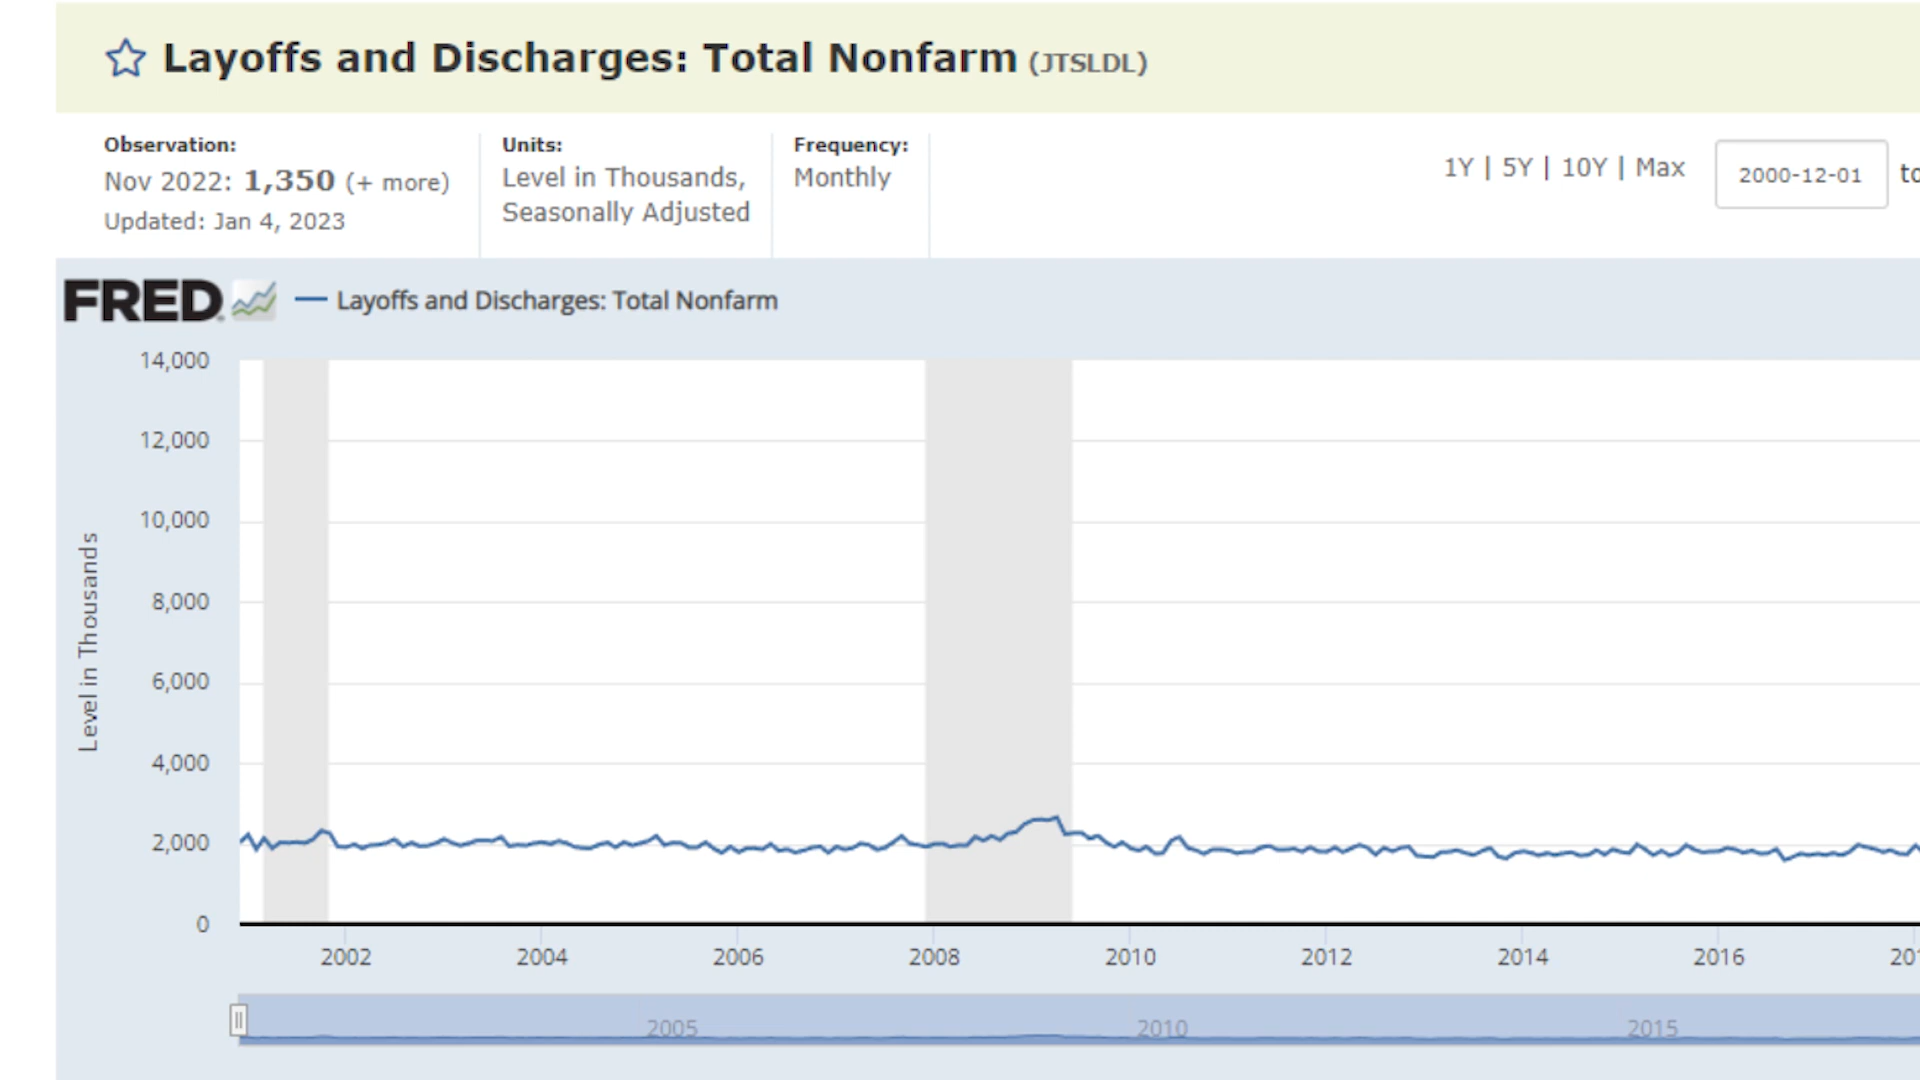 Layoffs and Discharges: Total Nonfarm (JTSLDL)
Observation:
Nov 2022: 1,350 (+ more)
Updated: Jan 4, 2023
Units:
Level in Thousands,
Seasonally Adjusted
Frequency:
Monthly
1Y | 5Y | 10Y | Max
2000-12-01 to
FRED
Layoffs and Discharges: Total Nonfarm
14,000
12,000
10,000
8,000
6,000
4,000
2,000
0
Level in Thousands
2002 2004 2006 2008 2010 2012 2014 2016
2005 2010 2015